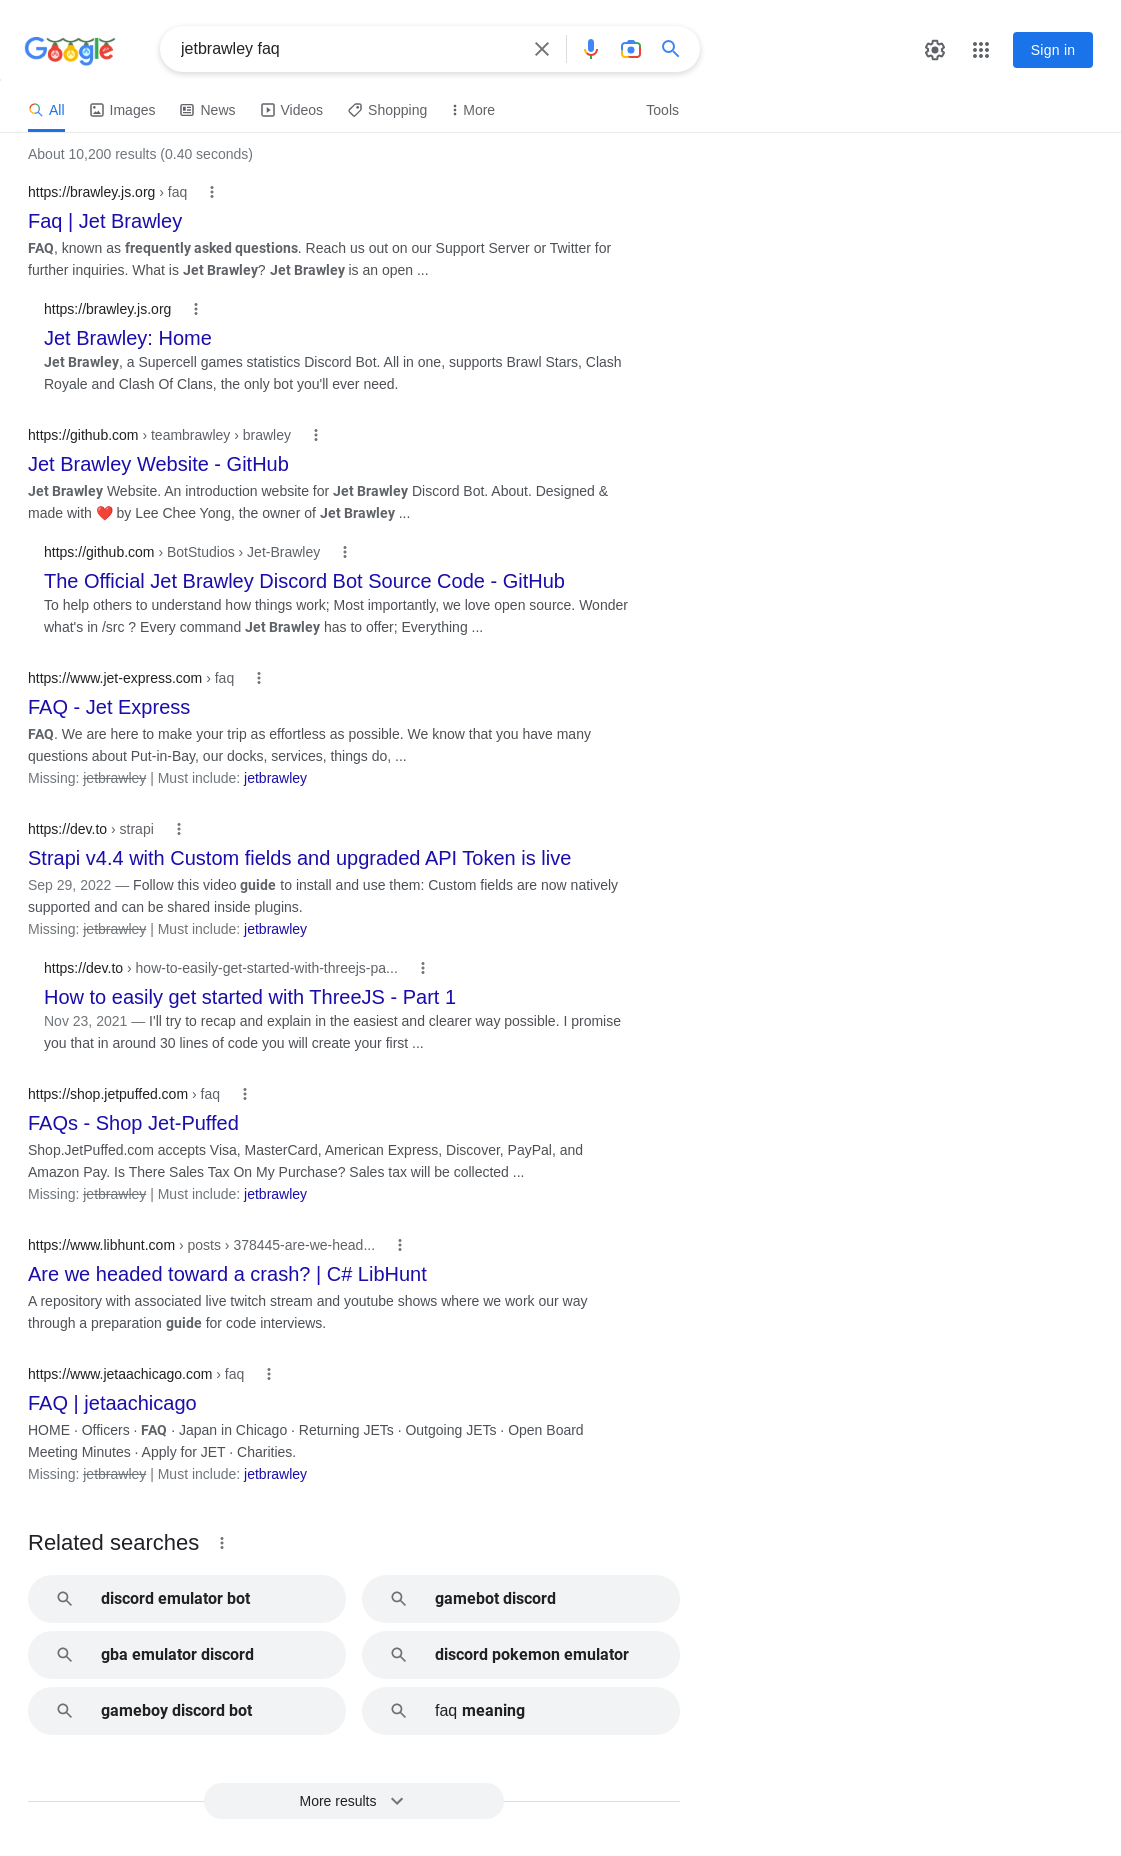 Google
jetbrawley faq
Sign in
All Images News Videos Shopping More Tools
About 10,200 results (0.40 seconds)
https://brawley.js.org › faq
Faq | Jet Brawley
FAQ, known as frequently asked questions. Reach us out on our Support Server or Twitter for
further inquiries. What is Jet Brawley? Jet Brawley is an open ...
https://brawley.js.org
Jet Brawley: Home
Jet Brawley, a Supercell games statistics Discord Bot. All in one, supports Brawl Stars, Clash
Royale and Clash Of Clans, the only bot you'll ever need.
https://github.com › teambrawley › brawley
Jet Brawley Website - GitHub
Jet Brawley Website. An introduction website for Jet Brawley Discord Bot. About. Designed &
made with ❤️ by Lee Chee Yong, the owner of Jet Brawley ...
https://github.com › BotStudios › Jet-Brawley
The Official Jet Brawley Discord Bot Source Code - GitHub
To help others to understand how things work; Most importantly, we love open source. Wonder
what's in /src ? Every command Jet Brawley has to offer; Everything ...
https://www.jet-express.com › faq
FAQ - Jet Express
FAQ. We are here to make your trip as effortless as possible. We know that you have many
questions about Put-in-Bay, our docks, services, things do, ...
Missing: jetbrawley | Must include: jetbrawley
https://dev.to › strapi
Strapi v4.4 with Custom fields and upgraded API Token is live
Sep 29, 2022 — Follow this video guide to install and use them: Custom fields are now natively
supported and can be shared inside plugins.
Missing: jetbrawley | Must include: jetbrawley
https://dev.to › how-to-easily-get-started-with-threejs-pa...
How to easily get started with ThreeJS - Part 1
Nov 23, 2021 — I'll try to recap and explain in the easiest and clearer way possible. I promise
you that in around 30 lines of code you will create your first ...
https://shop.jetpuffed.com › faq
FAQs - Shop Jet-Puffed
Shop.JetPuffed.com accepts Visa, MasterCard, American Express, Discover, PayPal, and
Amazon Pay. Is There Sales Tax On My Purchase? Sales tax will be collected ...
Missing: jetbrawley | Must include: jetbrawley
https://www.libhunt.com › posts › 378445-are-we-head...
Are we headed toward a crash? | C# LibHunt
A repository with associated live twitch stream and youtube shows where we work our way
through a preparation guide for code interviews.
https://www.jetaachicago.com › faq
FAQ | jetaachicago
HOME · Officers · FAQ · Japan in Chicago · Returning JETs · Outgoing JETs · Open Board
Meeting Minutes · Apply for JET · Charities.
Missing: jetbrawley | Must include: jetbrawley
Related searches
discord emulator bot gamebot discord
gba emulator discord discord pokemon emulator
gameboy discord bot faq meaning
More results